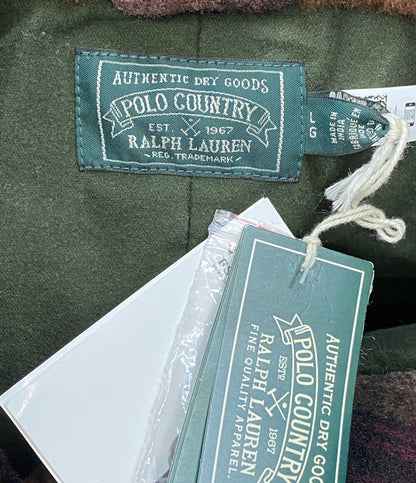 AUTHENTIC DRY GOODS
POLO COUNTRY
EST. 1967
RALPH LAUREN
REG. TRADEMARK
L
G
MADE IN
INDIA
AUTHENTIC DRY GOODS
POLO COUNTRY
ESTD
RALPH LAUREN
FINE QUALITY APPAREL.